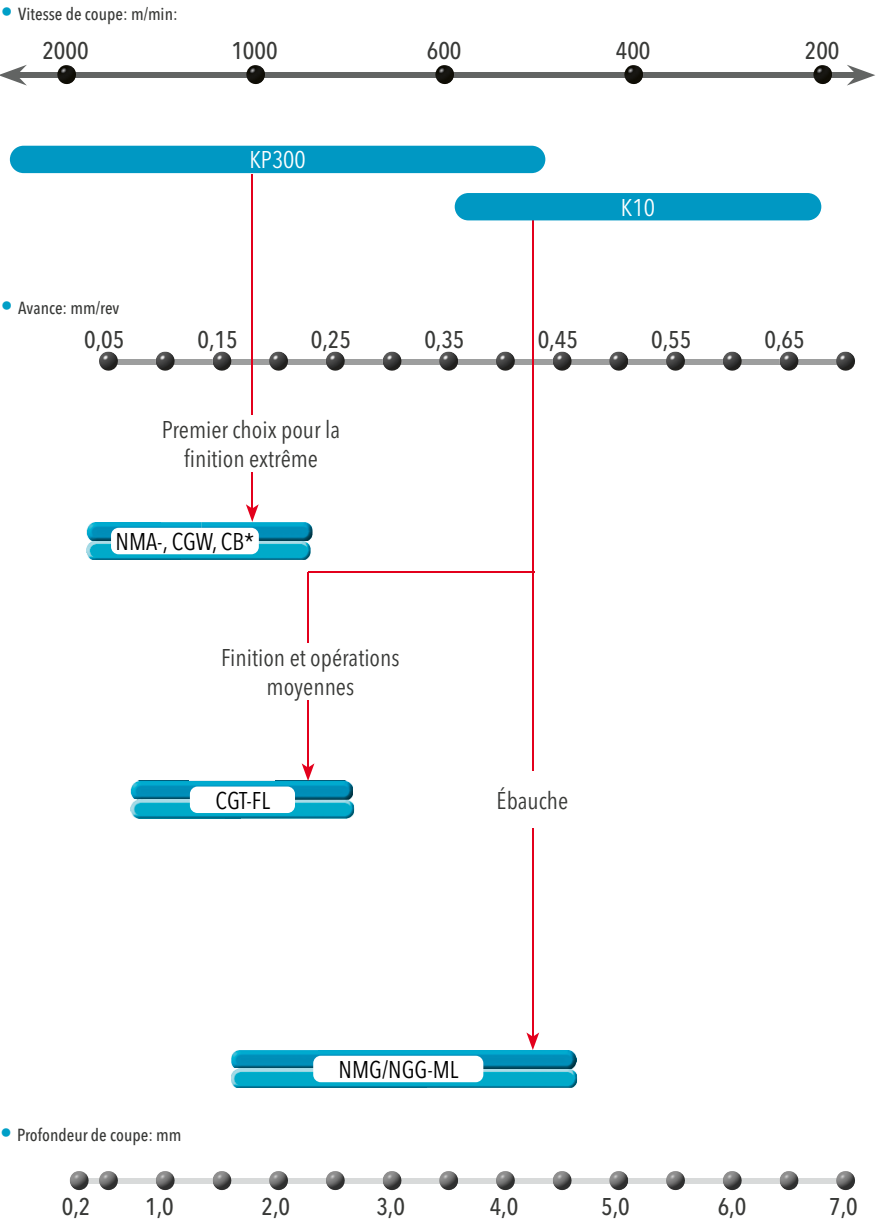 Vitesse de coupe: m/min:
2000 1000 600 400 200
KP300
K10
Avance: mm/rev
0,05 0,15 0,25 0,35 0,45 0,55 0,65
Premier choix pour la
finition extrême
NMA-, CGW, CB*
Finition et opérations
moyennes
CGT-FL
Ébauche
NMG/NGG-ML
Profondeur de coupe: mm
0,2 1,0 2,0 3,0 4,0 5,0 6,0 7,0